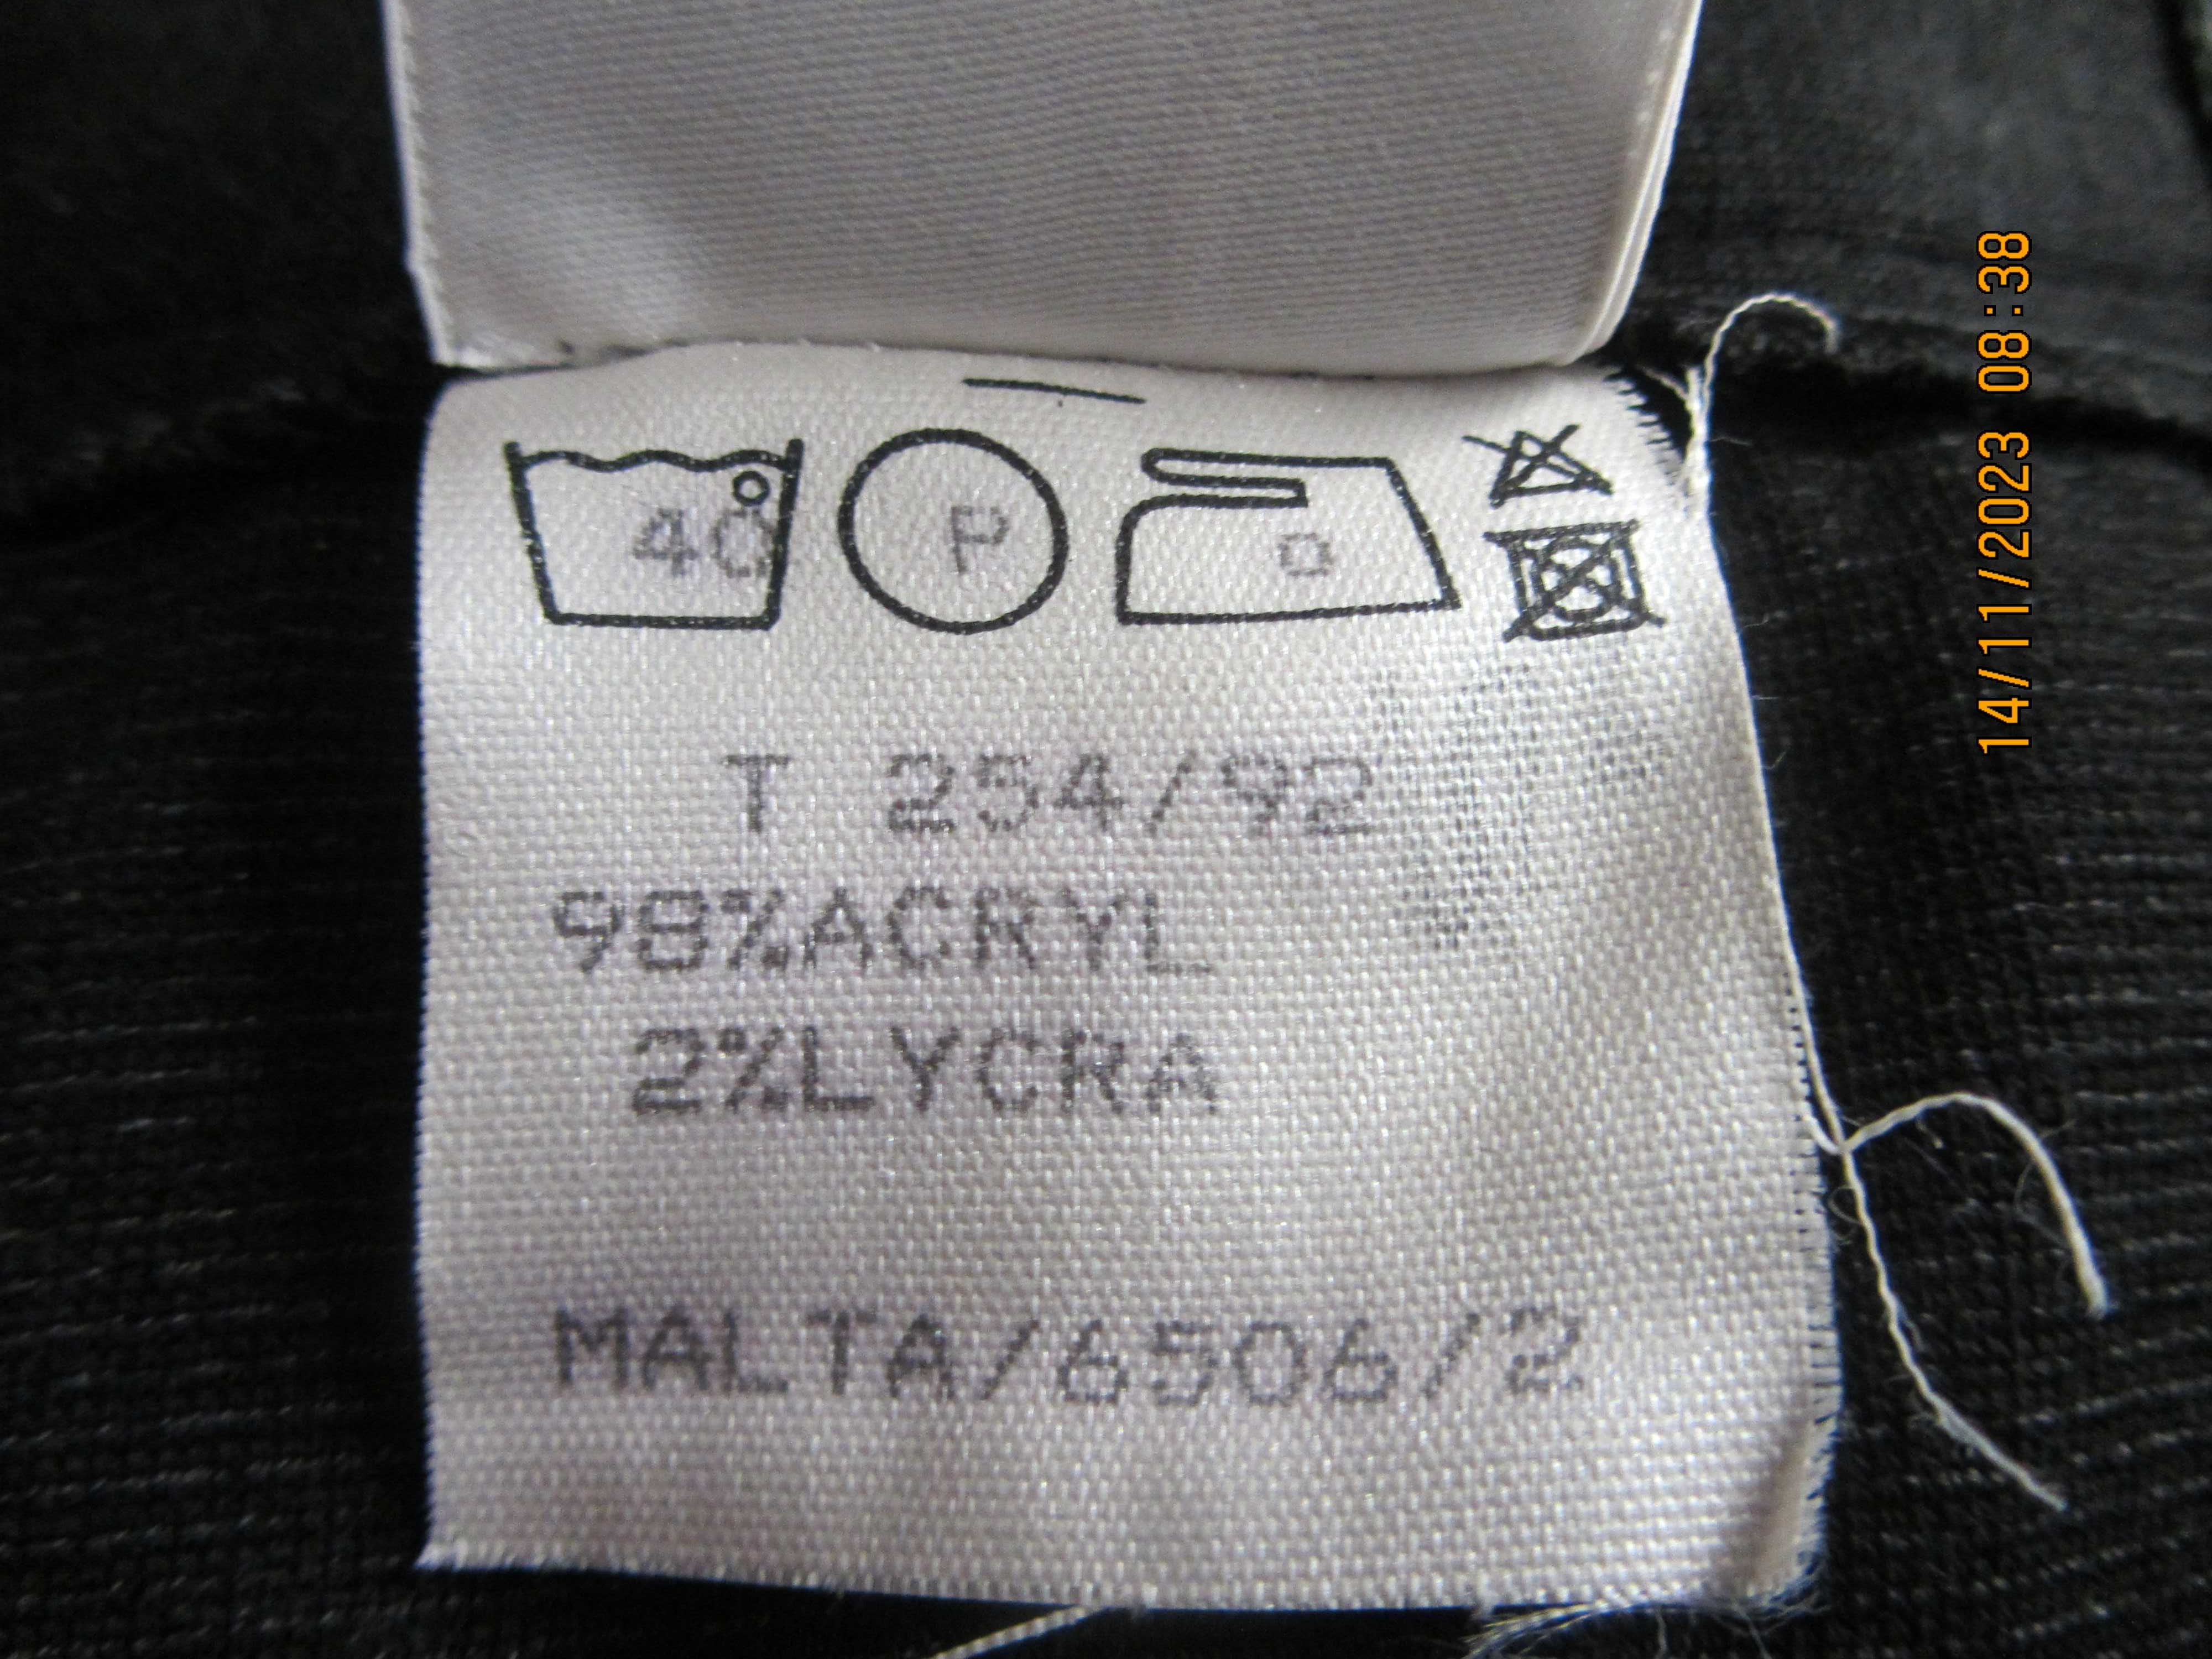 40°
P
T 254/92
98%ACRYL
2%LYCRA
MALTA/6506/2
14/11/2023 08:38